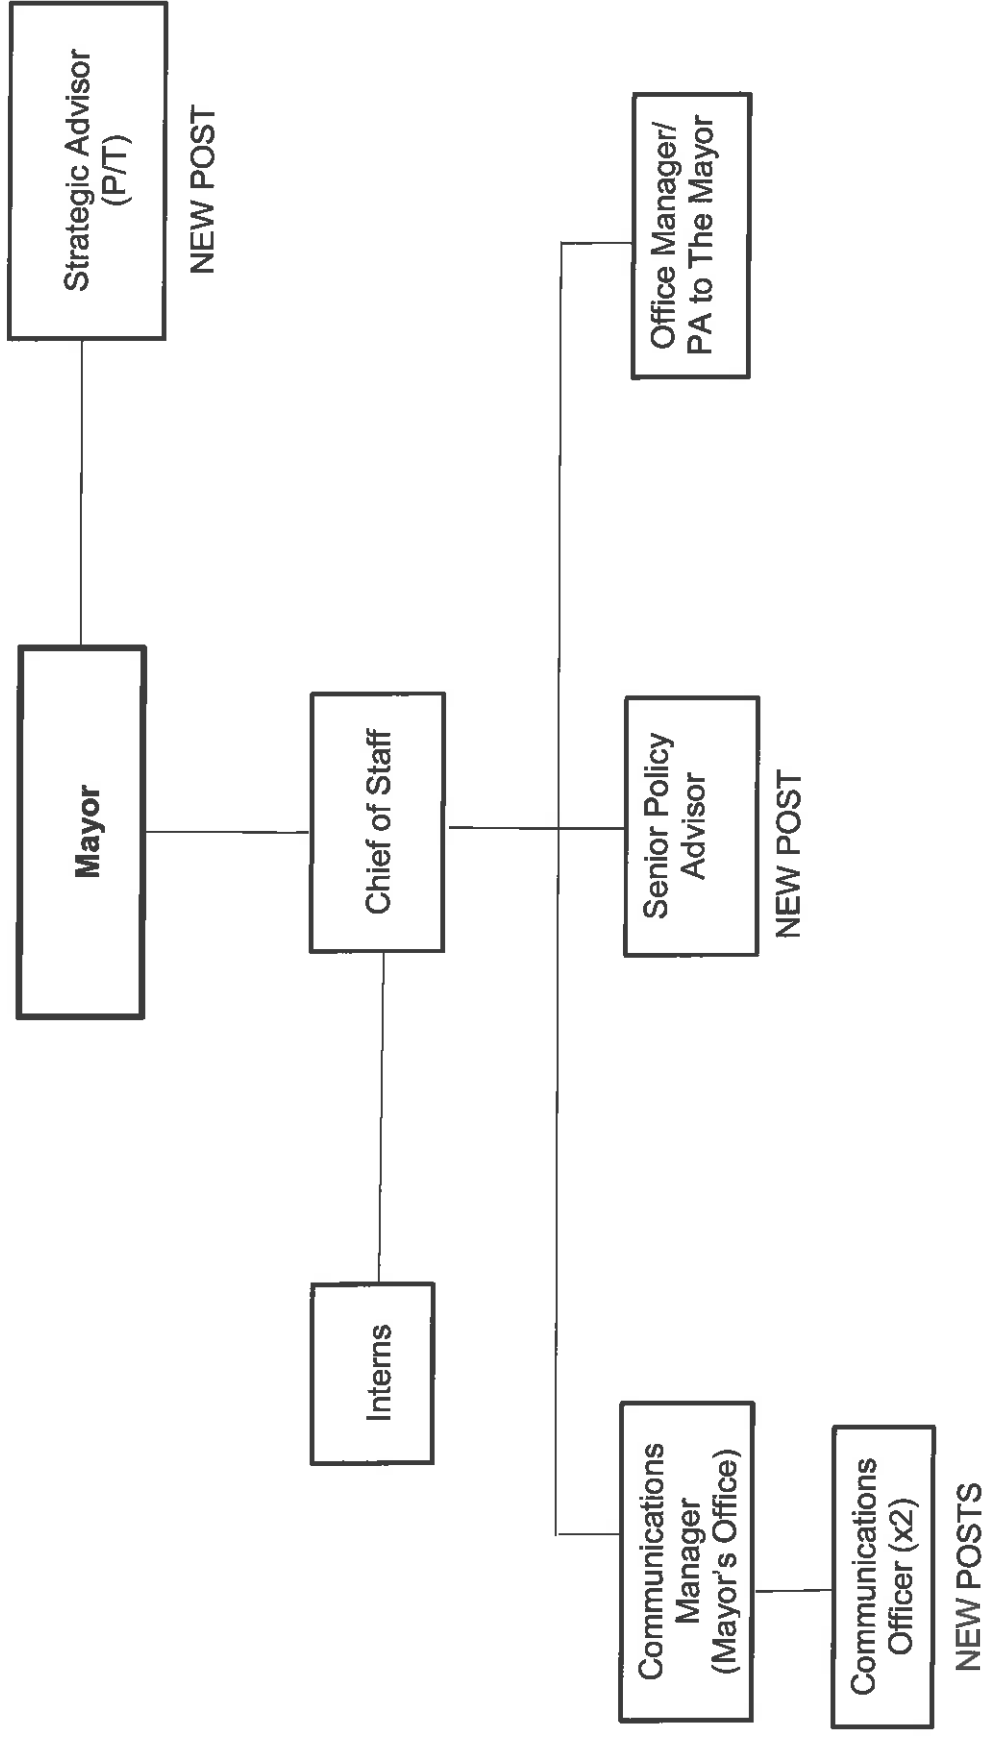 Mayor
Strategic Advisor
(P/T)
NEW POST
Interns
Chief of Staff
Communications
Manager
(Mayor's Office)
Senior Policy
Advisor
NEW POST
Office Manager/
PA to The Mayor
Communications
Officer (x2)
NEW POSTS